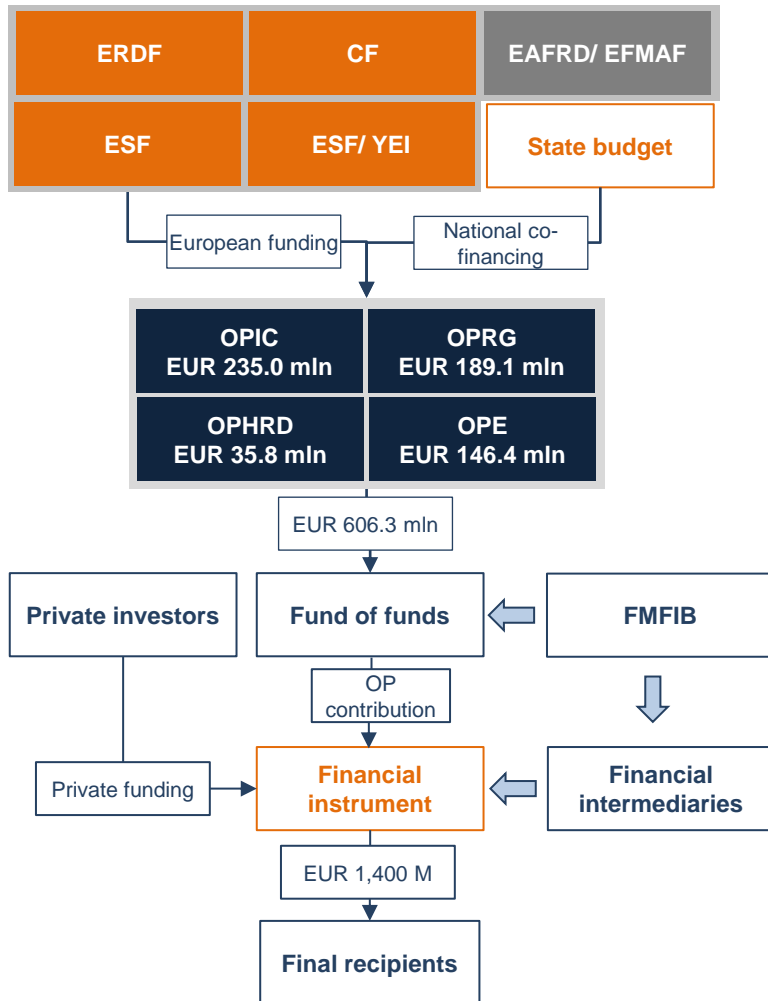 ERDF
CF
EAFRD/ EFMAF
ESF
ESF/ YEI
State budget
European funding
National co-
financing
OPIC
EUR 235.0 mln
OPRG
EUR 189.1 mln
OPHRD
EUR 35.8 mln
OPE
EUR 146.4 mln
EUR 606.3 mln
Private investors
Fund of funds
FMFIB
OP
contribution
Private funding
Financial
instrument
Financial
intermediaries
EUR 1,400 M
Final recipients